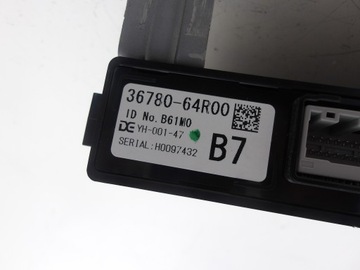 36780-64R00
ID No. B61M0
DE YH-001-47
SERIAL:H0097432
B7